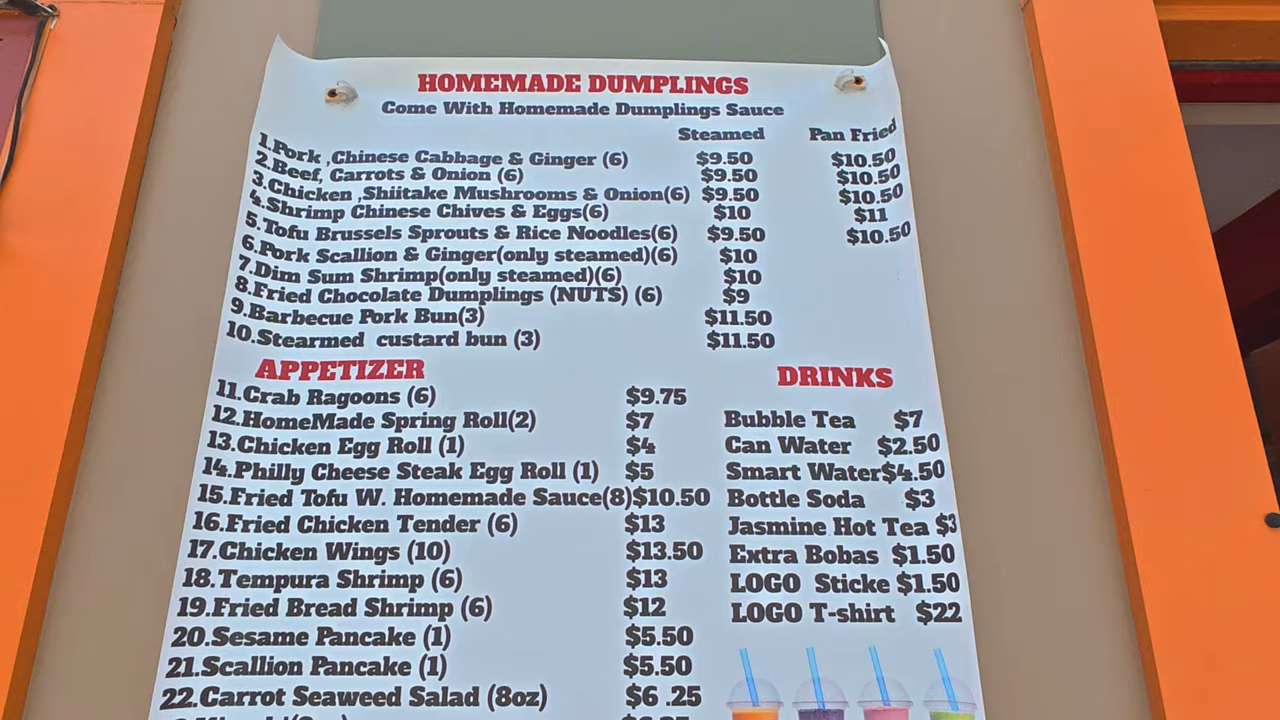 HOMEMADE DUMPLINGS
Come With Homemade Dumplings Sauce
Steamed Pan Fried
1.Pork ,Chinese Cabbage & Ginger (6) $9.50 $10.50
2.Beef, Carrots & Onion (6) $9.50 $10.50
3.Chicken ,Shiitake Mushrooms & Onion(6) $9.50 $10.50
4.Shrimp Chinese Chives & Eggs(6) $10 $11
5.Tofu Brussels Sprouts & Rice Noodles(6) $9.50 $10.50
6.Pork Scallion & Ginger(only steamed)(6) $10
7.Dim Sum Shrimp(only steamed)(6) $10
8.Fried Chocolate Dumplings (NUTS) (6) $9
9.Barbecue Pork Bun(3) $11.50
10.Stearmed custard bun (3) $11.50
APPETIZER
11.Crab Ragoons (6) $9.75
12.HomeMade Spring Roll(2) $7
13.Chicken Egg Roll (1) $4
14.Philly Cheese Steak Egg Roll (1) $5
15.Fried Tofu W. Homemade Sauce(8)$10.50
16.Fried Chicken Tender (6) $13
17.Chicken Wings (10) $13.50
18.Tempura Shrimp (6) $13
19.Fried Bread Shrimp (6) $12
20.Sesame Pancake (1) $5.50
21.Scallion Pancake (1) $5.50
22.Carrot Seaweed Salad (8oz) $6 .25
DRINKS
Bubble Tea $7
Can Water $2.50
Smart Water$4.50
Bottle Soda $3
Jasmine Hot Tea $3
Extra Bobas $1.50
LOGO Sticke $1.50
LOGO T-shirt $22